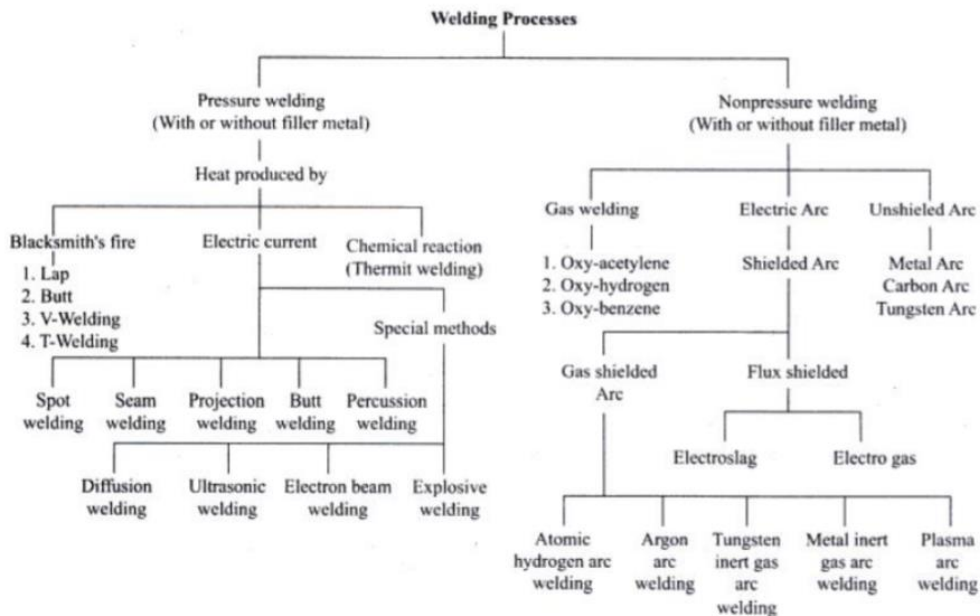 Welding Processes
Pressure welding
(With or without filler metal)
Nonpressure welding
(With or without filler metal)
Heat produced by
Blacksmith's fire
1. Lap
2. Butt
3. V-Welding
4. T-Welding
Electric current
Chemical reaction
(Thermit welding)
Special methods
Spot
welding
Seam
welding
Projection
welding
Butt
welding
Percussion
welding
Diffusion
welding
Ultrasonic
welding
Electron beam
welding
Explosive
welding
Gas welding
1. Oxy-acetylene
2. Oxy-hydrogen
3. Oxy-benzene
Electric Arc
Shielded Arc
Unshieled Arc
Metal Arc
Carbon Arc
Tungsten Arc
Gas shielded
Arc
Flux shielded
Electroslag
Electro gas
Atomic
hydrogen arc
welding
Argon
arc
welding
Tungsten
inert gas
arc
welding
Metal inert
gas arc
welding
Plasma
arc
welding